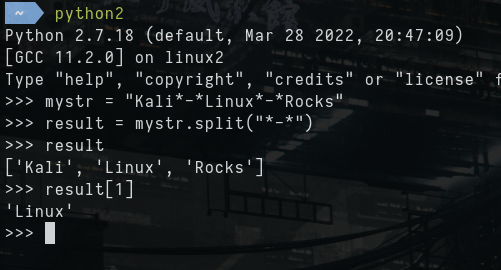 ~ python2
Python 2.7.18 (default, Mar 28 2022, 20:47:09)
[GCC 11.2.0] on linux2
Type "help", "copyright", "credits" or "license" f
>>> mystr = "Kali*-*Linux*-*Rocks"
>>> result = mystr.split("*-*")
>>> result
['Kali', 'Linux', 'Rocks']
>>> result[1]
'Linux'
>>>